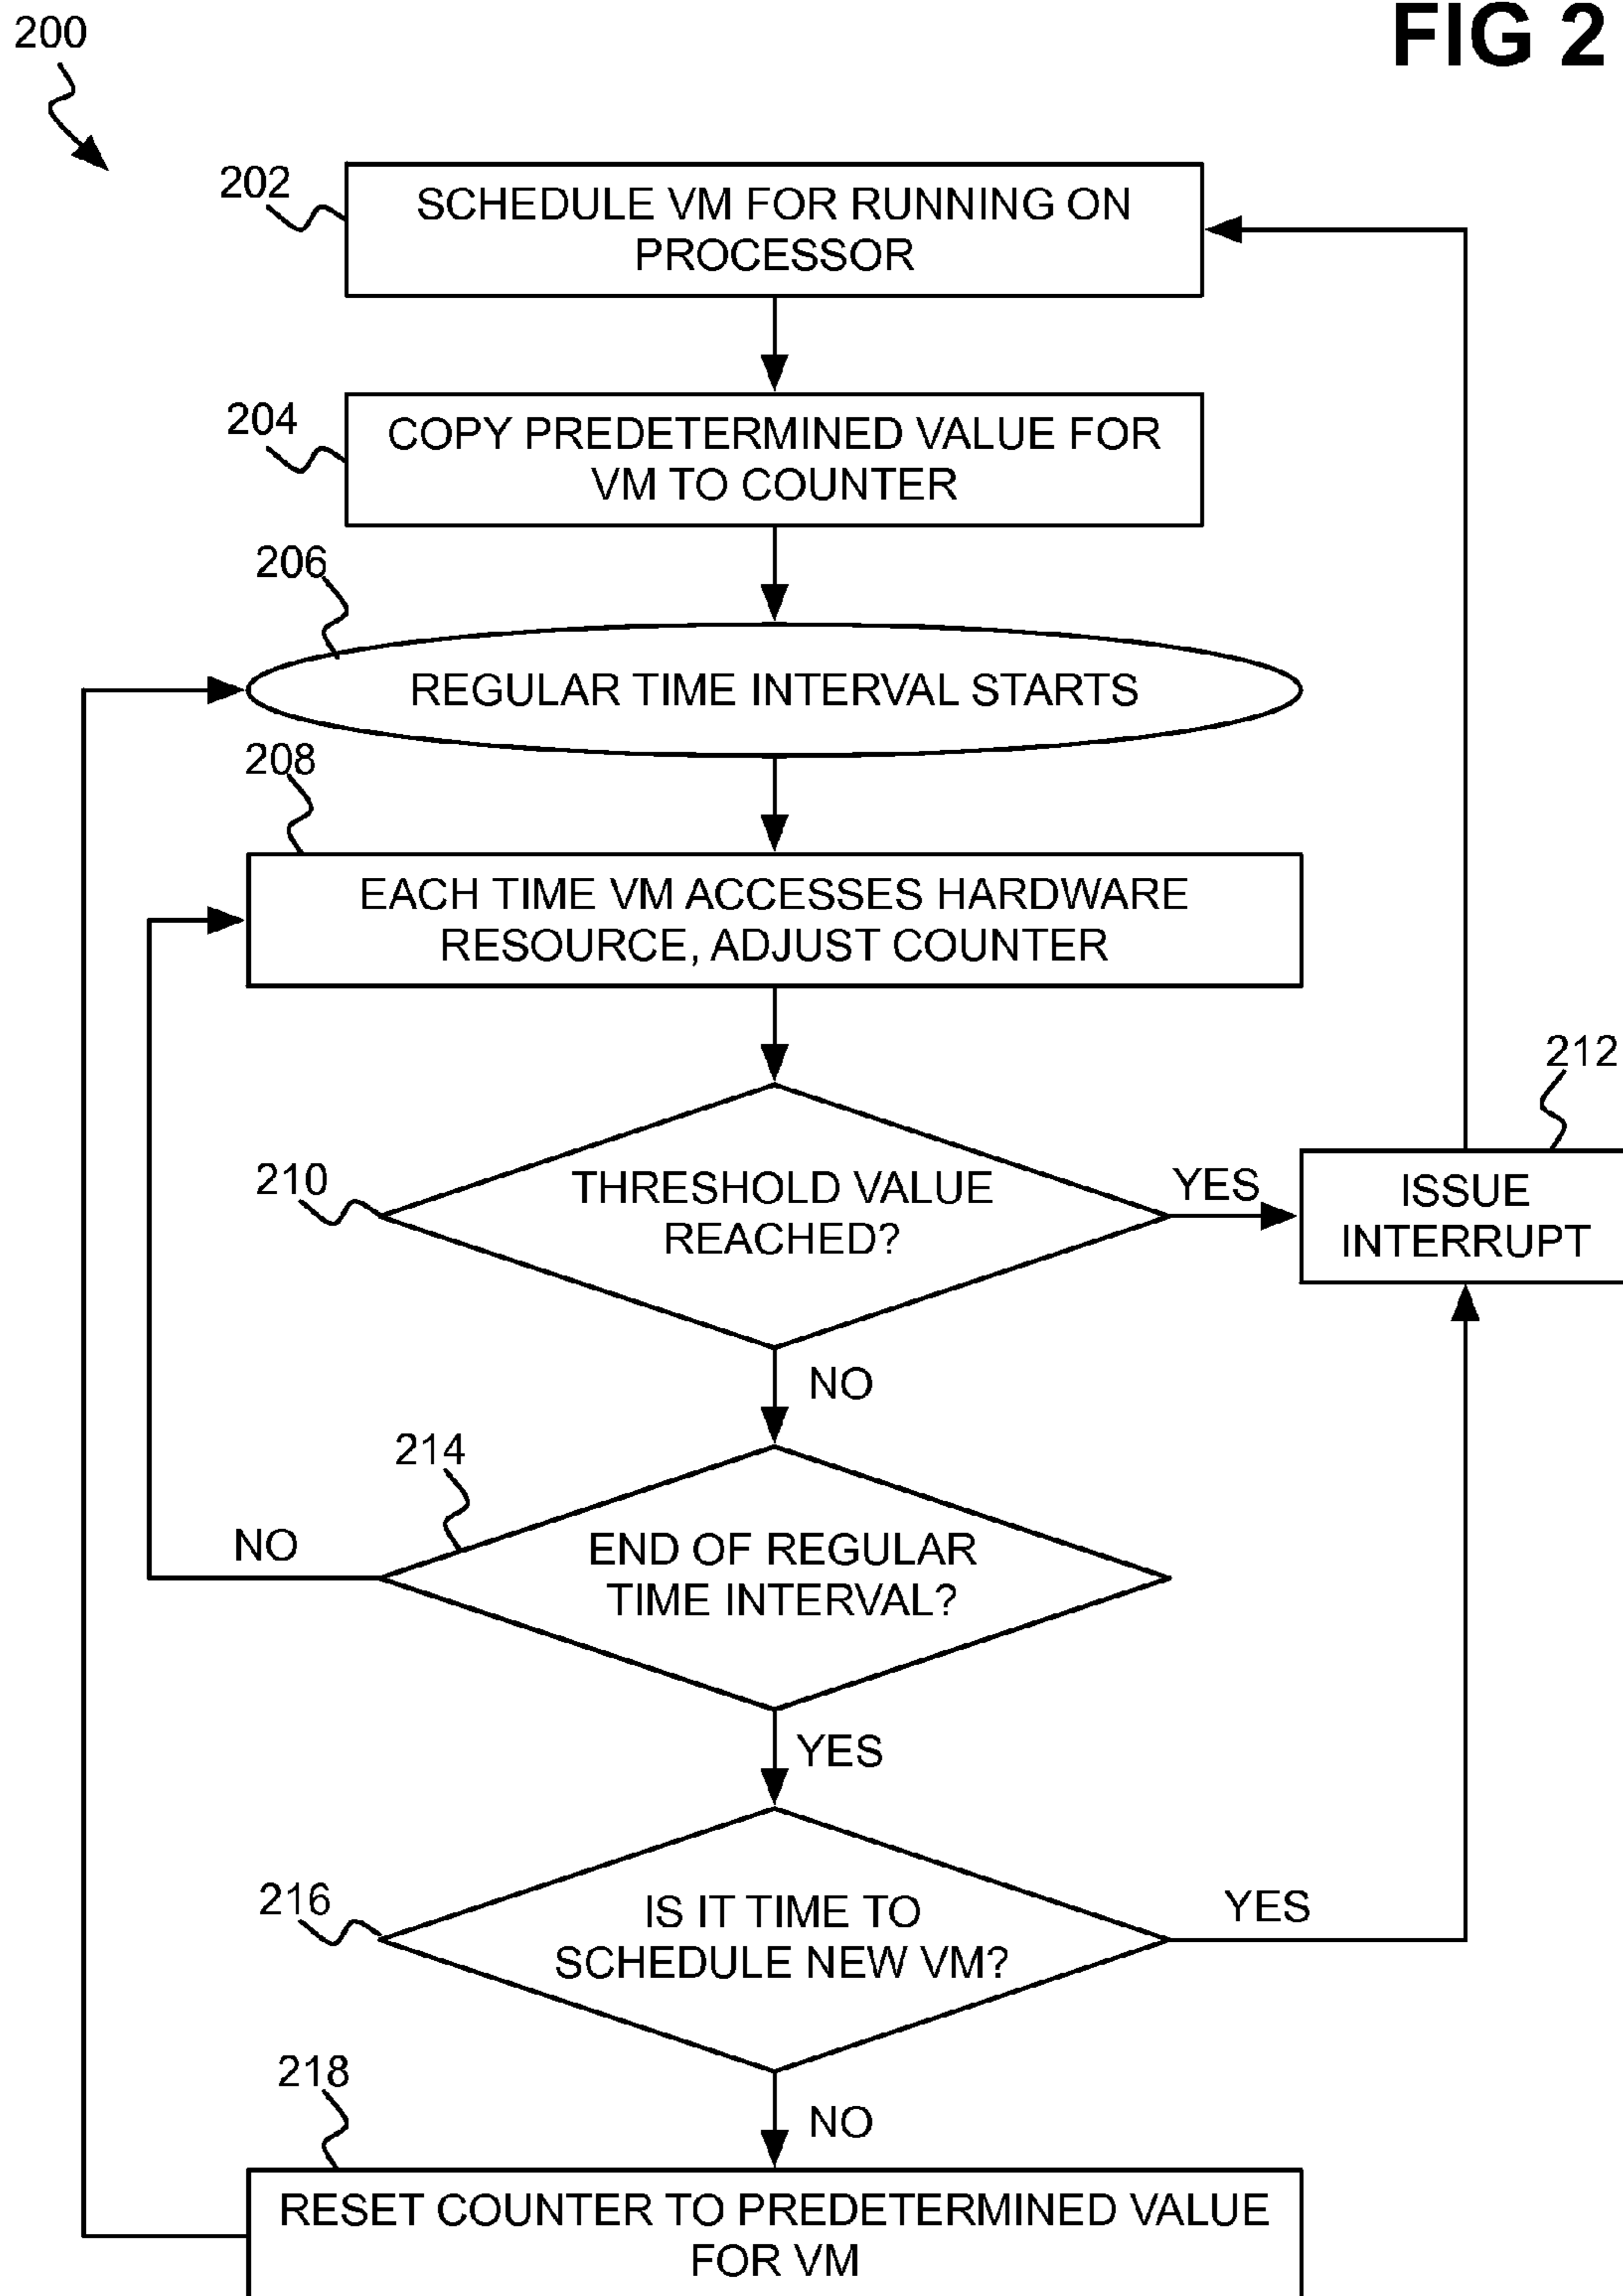 FIG 2
200
202
SCHEDULE VM FOR RUNNING ON
PROCESSOR
204
COPY PREDETERMINED VALUE FOR
VM TO COUNTER
206
REGULAR TIME INTERVAL STARTS
208
EACH TIME VM ACCESSES HARDWARE
RESOURCE, ADJUST COUNTER
210
THRESHOLD VALUE
REACHED?
YES
212
ISSUE
INTERRUPT
NO
214
END OF REGULAR
TIME INTERVAL?
NO
YES
216
IS IT TIME TO
SCHEDULE NEW VM?
YES
NO
218
RESET COUNTER TO PREDETERMINED VALUE
FOR VM